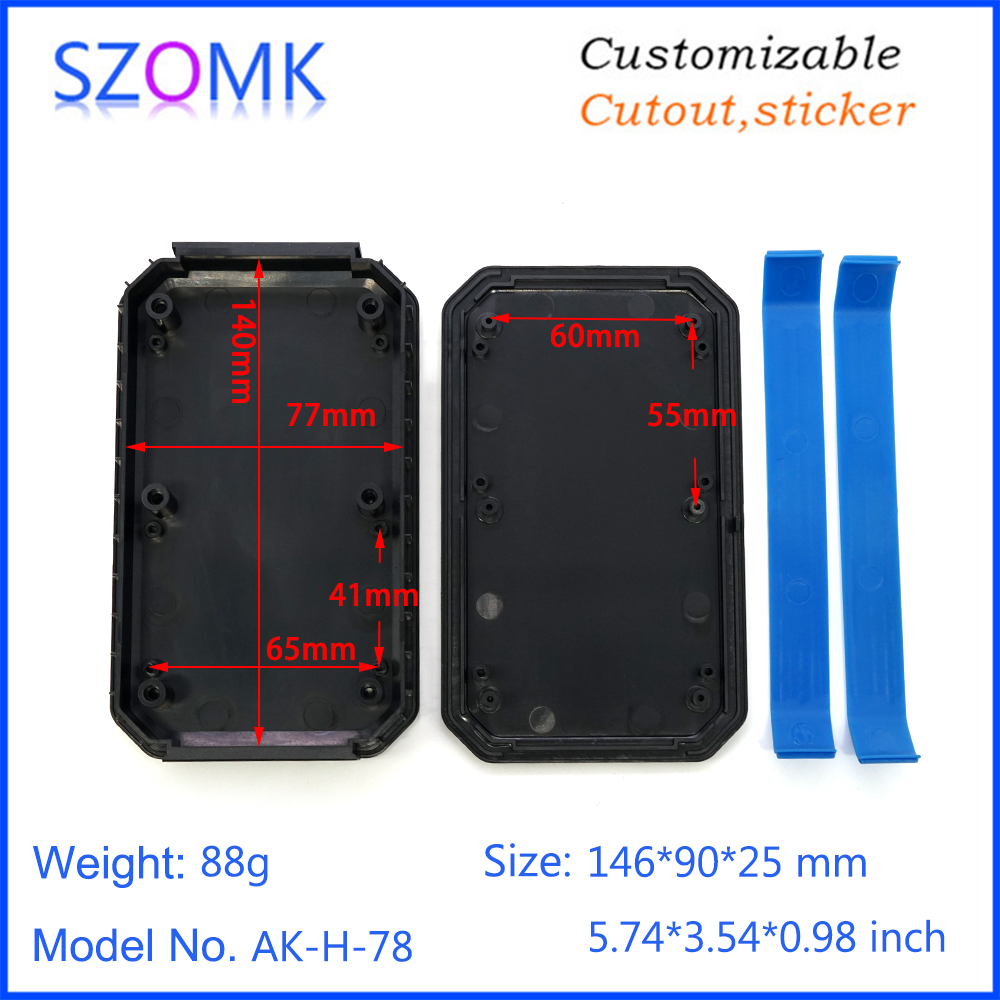 SZOMK
Customizable
Cutout,sticker
140mm
77mm
41mm
65mm
60mm
55mm
Weight: 88g
Size: 146*90*25 mm
Model No. AK-H-78
5.74*3.54*0.98 inch